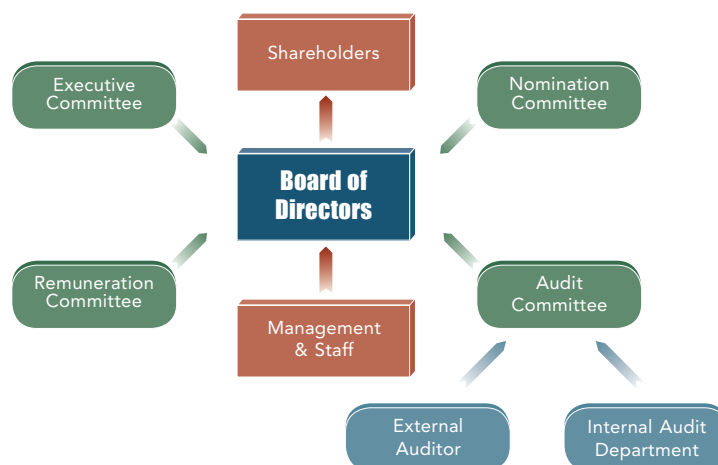 Shareholders
Executive
Committee
Nomination
Committee
Board of
Directors
Remuneration
Committee
Audit
Committee
Management
& Staff
External
Auditor
Internal Audit
Department